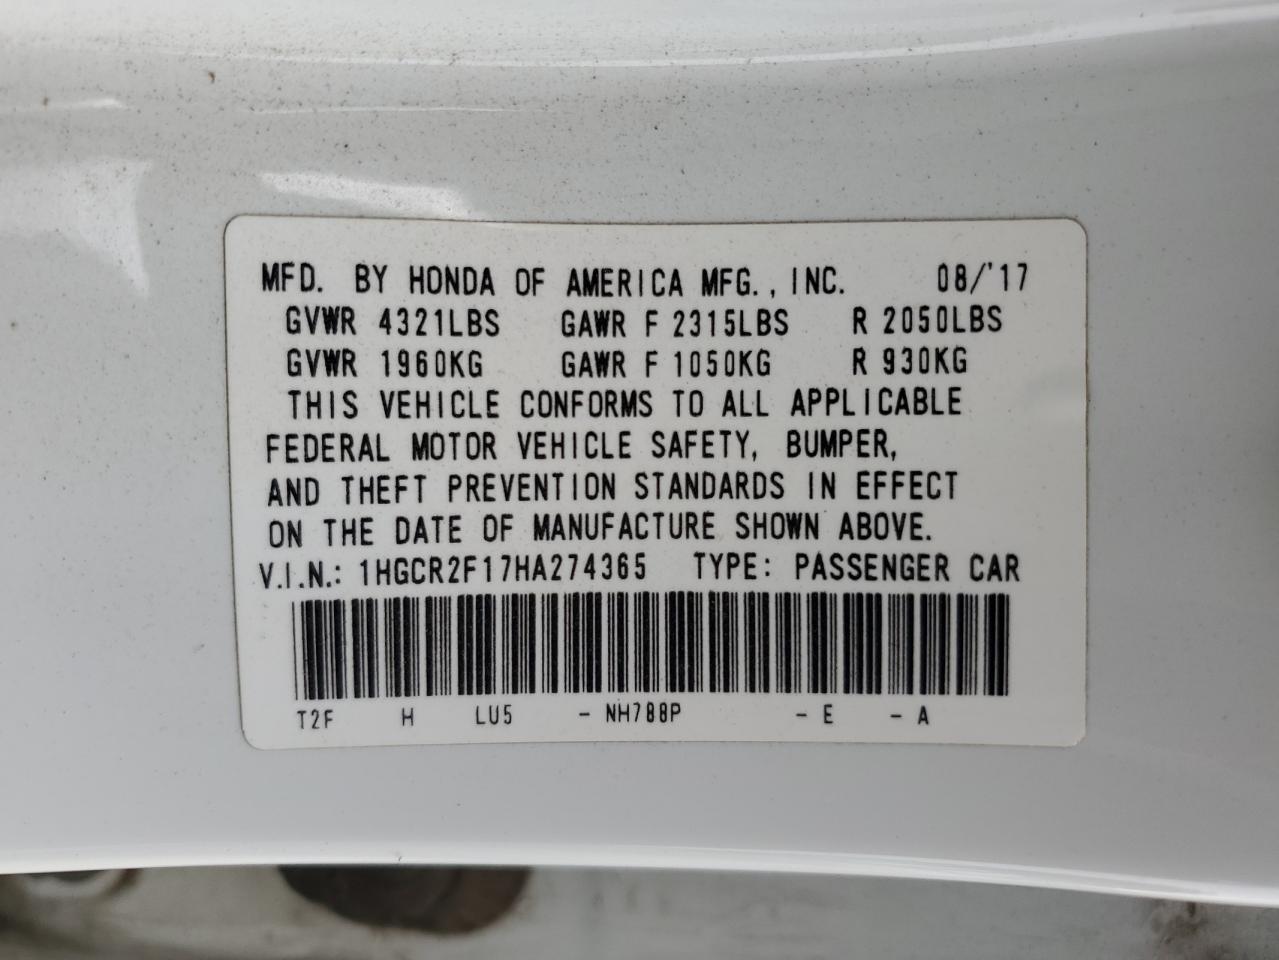 MFD. BY HONDA OF AMERICA MFG., INC. 08/'17
GVWR 4321LBS GAWR F 2315LBS R 2050LBS
GVWR 1960KG GAWR F 1050KG R 930KG
THIS VEHICLE CONFORMS TO ALL APPLICABLE
FEDERAL MOTOR VEHICLE SAFETY, BUMPER,
AND THEFT PREVENTION STANDARDS IN EFFECT
ON THE DATE OF MANUFACTURE SHOWN ABOVE.
V.I.N.: 1HGCR2F17HA274365 TYPE: PASSENGER CAR
T2F H LU5 - NH788P - E - A